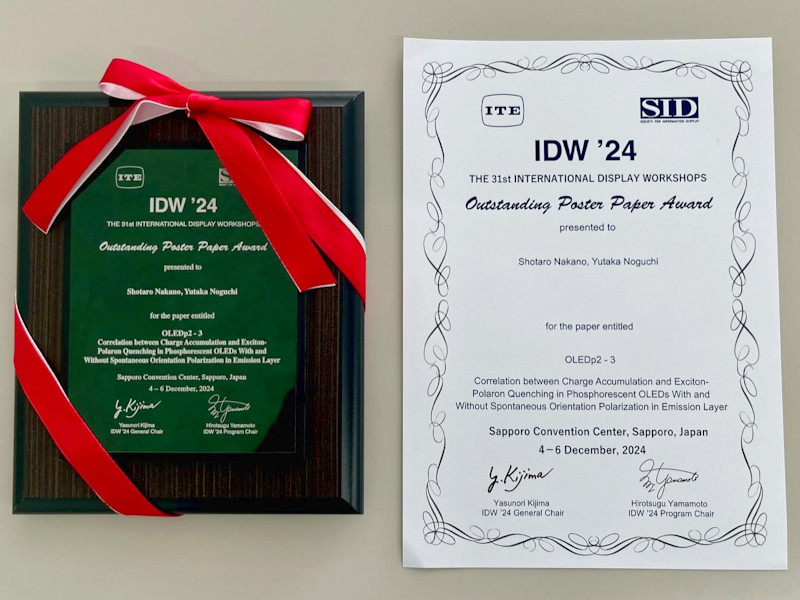 ITE
IDW '24
THE 31st INTERNATIONAL DISPLAY WORKSHOPS
Outstanding Poster Paper Award
presented to
Shotaro Nakano, Yutaka Noguchi
for the paper entitled
OLEDp2 - 3
Correlation between Charge Accumulation and Exciton-
Polaron Quenching in Phosphorescent OLEDs With and
Without Spontaneous Orientation Polarization in Emission Layer
Sapporo Convention Center, Sapporo, Japan
4 – 6 December, 2024
Y. Kijima
Yasunori Kijima
IDW '24 General Chair
Hirotsugu Yamamoto
IDW '24 Program Chair
ITE
SID
SOCIETY FOR INFORMATION DISPLAY
IDW '24
THE 31st INTERNATIONAL DISPLAY WORKSHOPS
Outstanding Poster Paper Award
presented to
Shotaro Nakano, Yutaka Noguchi
for the paper entitled
OLEDp2 - 3
Correlation between Charge Accumulation and Exciton-
Polaron Quenching in Phosphorescent OLEDs With and
Without Spontaneous Orientation Polarization in Emission Layer
Sapporo Convention Center, Sapporo, Japan
4 – 6 December, 2024
Y. Kijima
Yasunori Kijima
IDW '24 General Chair
Hirotsugu Yamamoto
IDW '24 Program Chair